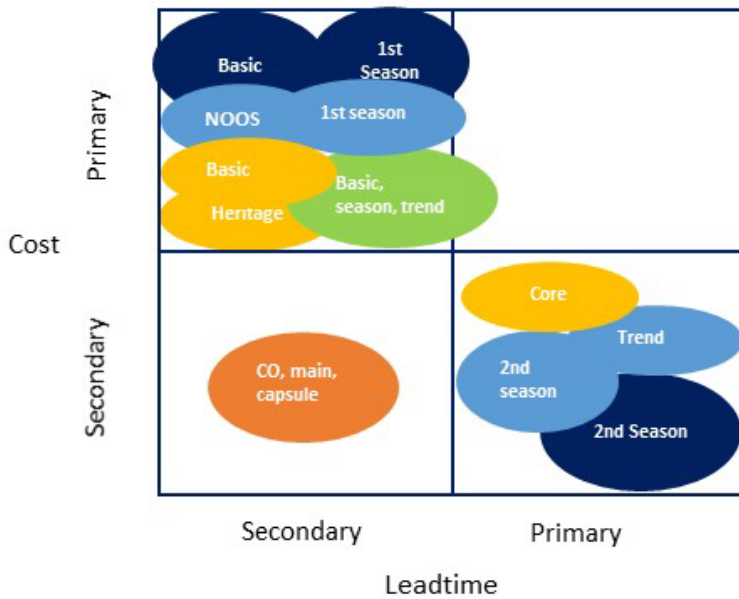 Basic
1st
Season
NOOS
1st season
Basic
Basic,
season, trend
Heritage
Primary
Cost
Core
Trend
2nd
season
CO, main,
capsule
2nd Season
Secondary
Secondary
Primary
Leadtime